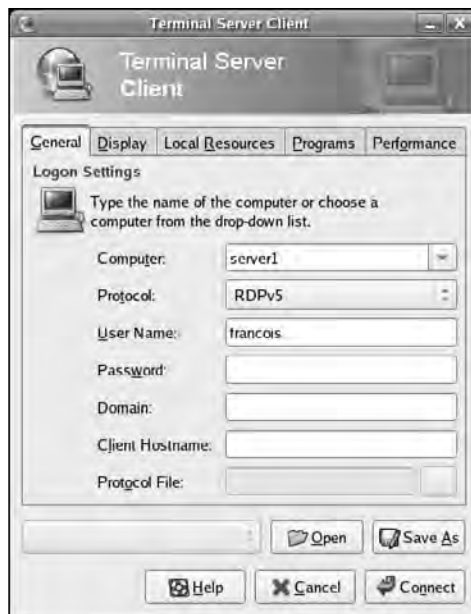 Terminal Server Client
Terminal Server
Client
General Display Local Resources Programs Performance
Logon Settings
Type the name of the computer or choose a
computer from the drop-down list.
Computer: server1
Protocol: RDPv5
User Name: francois
Password:
Domain:
Client Hostname:
Protocol File:
Open Save As
Help Cancel Connect